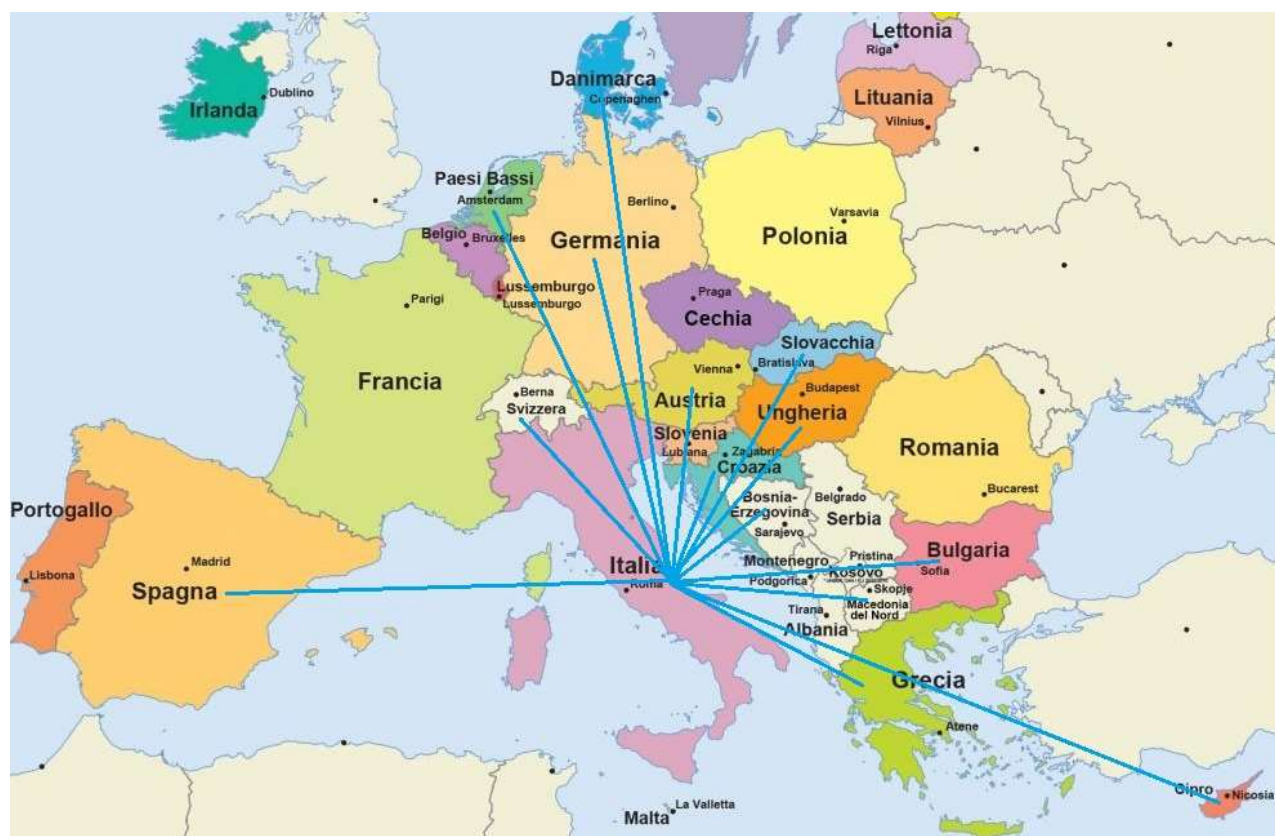 Lettonia
Riga
Danimarca
Copenaghen
Lituania
Vilnius
Dublino
Irlanda
Paesi Bassi
Amsterdam
Berlino
Varsavia
Belgio
Bruxelles
Germania
Polonia
Lussemburgo
Lussemburgo
Praga
Cechia
Parigi
Slovacchia
Bratislava
Vienna
Francia
Berna
Svizzera
Austria
Budapest
Ungheria
Slovenia
Lubiana
Zagabria
Croazia
Romania
Bucarest
Bosnia-
Erzegovina
Sarajevo
Belgrado
Serbia
Portogallo
Lisbona
Madrid
Spagna
Italia
Roma
Montenegro
Podgorica
Pristina
Kosovo
Bulgaria
Sofia
Skopje
Macedonia
del Nord
Tirana
Albania
Grecia
Atene
Cipro
Nicosia
Malta
La Valletta